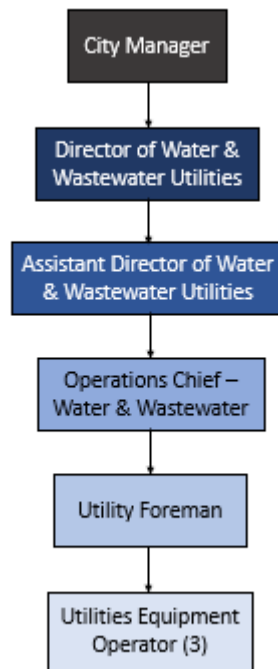 City Manager
Director of Water &
Wastewater Utilities
Assistant Director of Water
& Wastewater Utilities
Operations Chief –
Water & Wastewater
Utility Foreman
Utilities Equipment
Operator (3)